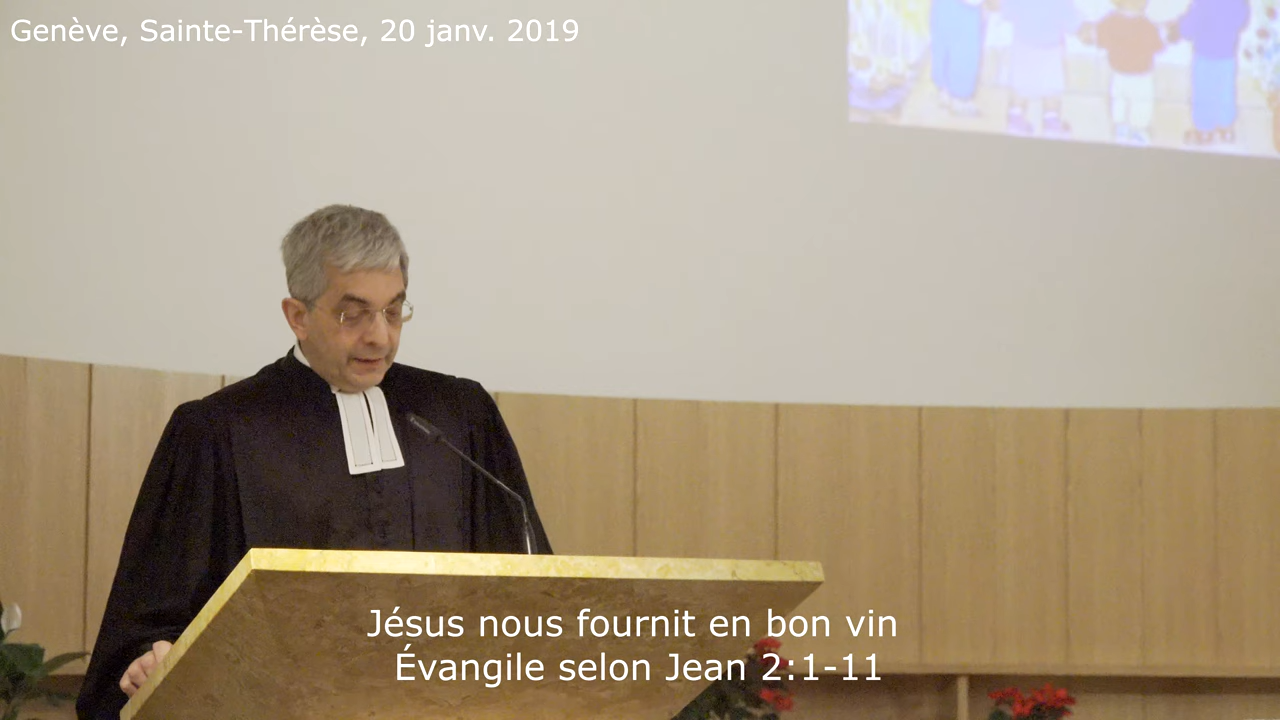 Genève, Sainte-Thérèse, 20 janv. 2019
Jésus nous fournit en bon vin
Évangile selon Jean 2:1-11